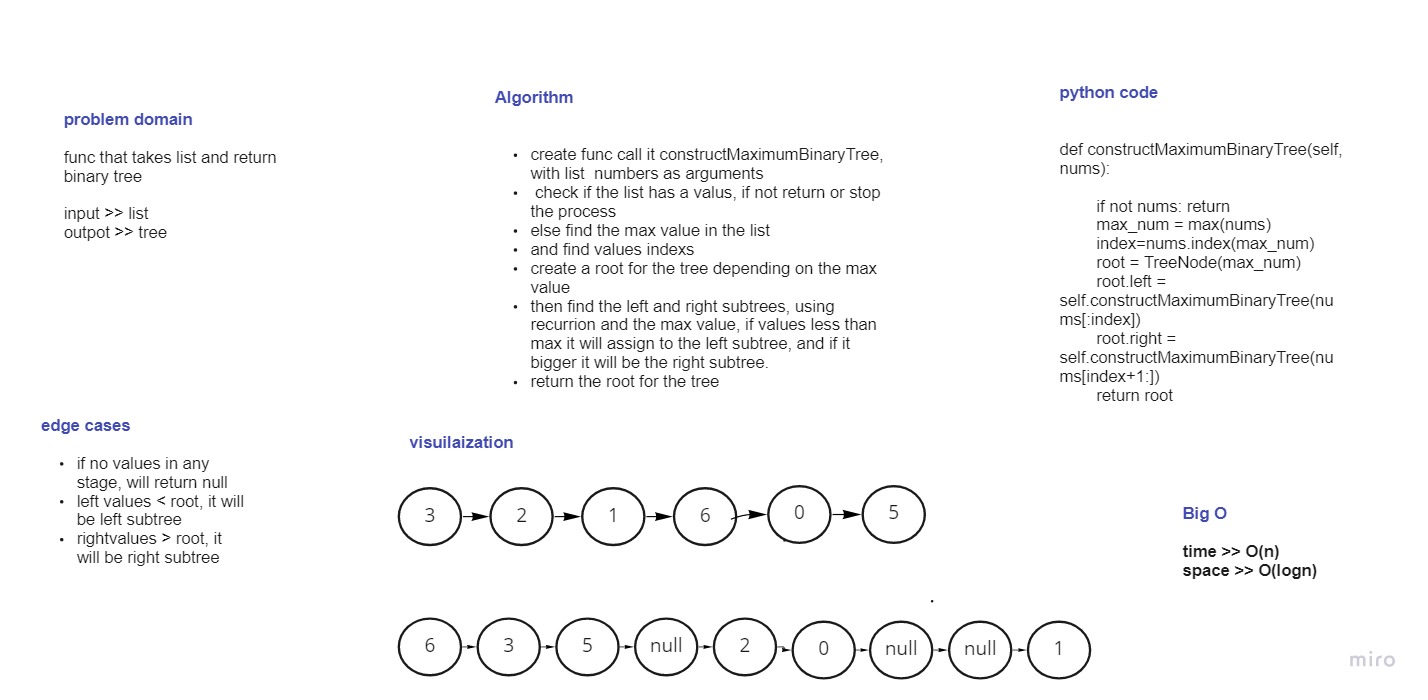 problem domain
func that takes list and return
binary tree
input >> list
outpot >> tree
edge cases
• if no values in any
stage, will return null
• left values < root, it will
be left subtree
• rightvalues > root, it
will be right subtree
Algorithm
• create func call it constructMaximumBinaryTree,
with list numbers as arguments
• check if the list has a valus, if not return or stop
the process
• else find the max value in the list
• and find values indexs
• create a root for the tree depending on the max
value
• then find the left and right subtrees, using
recurrion and the max value, if values less than
max it will assign to the left subtree, and if it
bigger it will be the right subtree.
• return the root for the tree
visuilaization
3 2 1 6 0 5
6 3 5 null 2 0 null null 1
python code
def constructMaximumBinaryTree(self,
nums):
if not nums: return
max_num = max(nums)
index=nums.index(max_num)
root = TreeNode(max_num)
root.left =
self.constructMaximumBinaryTree(nu
ms[:index])
root.right =
self.constructMaximumBinaryTree(nu
ms[index+1:])
return root
Big O
time >> O(n)
space >> O(logn)
miro